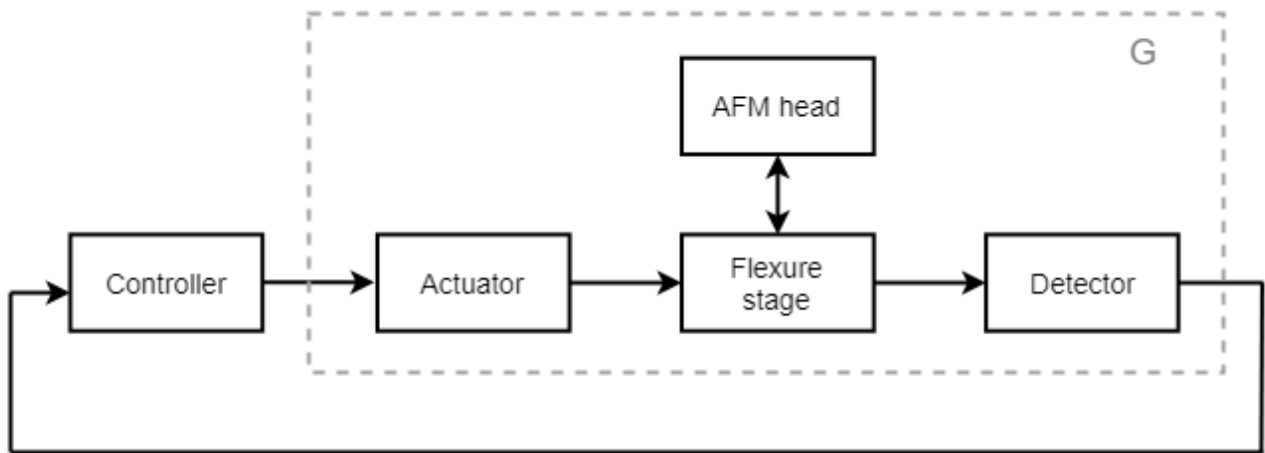 G
AFM head
Controller
Actuator
Flexure
stage
Detector